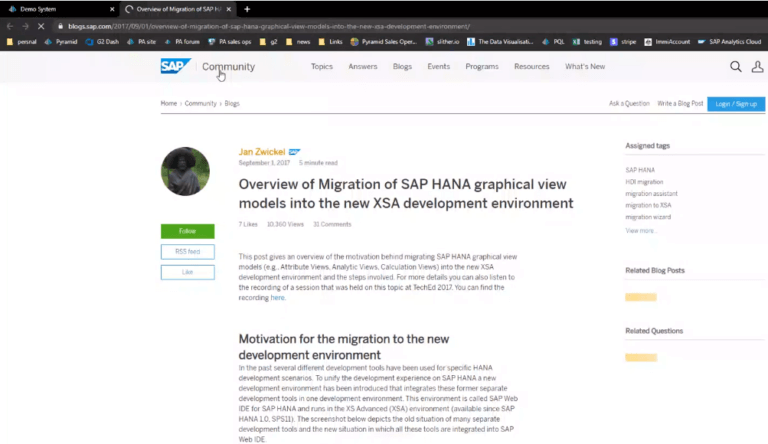 Demo System
Overview of Migration of SAP HA
blogs.sap.com/2017/09/01/overview-of-migration-of-sap-hana-graphical-view-models-into-the-new-xsa-development-environment/
persnal Pyramid G2 Dash PA site PA forum PA sales ops g2 news Links Pyramid Sales Oper... slither.io The Data Visualisati... PQL testing stripe ImmiAccount SAP Analytics Cloud
SAP Community Topics Answers Blogs Events Programs Resources What's New
Home › Community › Blogs
Ask a Question Write a Blog Post Login / Sign up
Jan Zwickel SAP
September 1, 2017 5 minute read
Overview of Migration of SAP HANA graphical view
models into the new XSA development environment
7 Likes 10,360 Views 31 Comments
Follow
RSS feed
Like
This post gives an overview of the motivation behind migrating SAP HANA graphical view
models (e.g., Attribute Views, Analytic Views, Calculation Views) into the new XSA
development environment and the steps involved. For more details you can also listen to
the recording of a session that was held on this topic at TechEd 2017. You can find the
recording here.
Motivation for the migration to the new
development environment
In the past several different development tools have been used for specific HANA
development scenarios. To unify the development experience on SAP HANA a new
development environment has been introduced that integrates these former separate
development tools in one development environment. This environment is called SAP Web
IDE for SAP HANA and runs in the XS Advanced (XSA) environment (available since SAP
HANA 1.0, SPS11). The screenshot below depicts the old situation of many separate
development tools and the new situation in which all these tools are integrated into SAP
Web IDE.
Assigned tags
SAP HANA
HDI migration
migration assistant
migration to XSA
migration wizard
View more...
Related Blog Posts
Related Questions